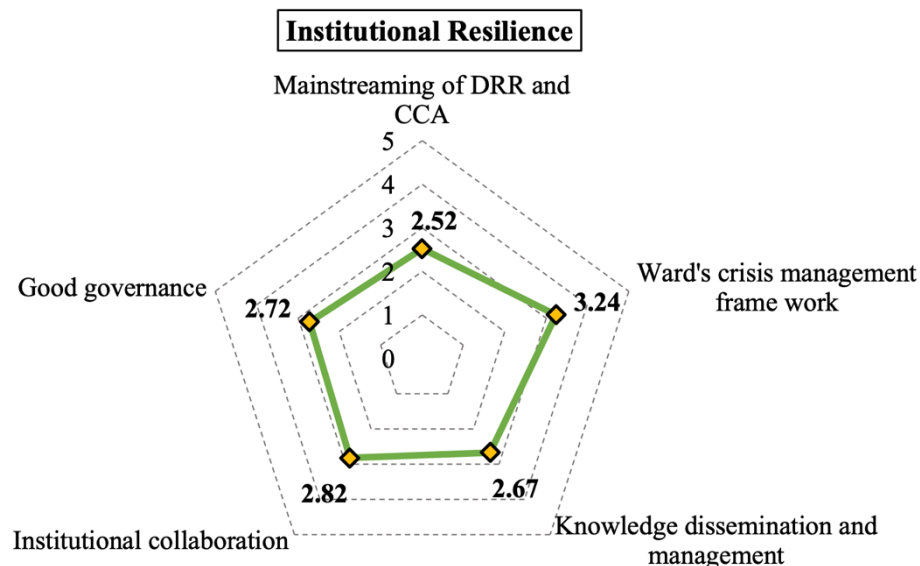 Institutional Resilience
Mainstreaming of DRR and
CCA
5
4
3
2.52
2
1
0
Ward's crisis management
frame work
3.24
Good governance
2.72
2.82
2.67
Institutional collaboration
Knowledge dissemination and
management